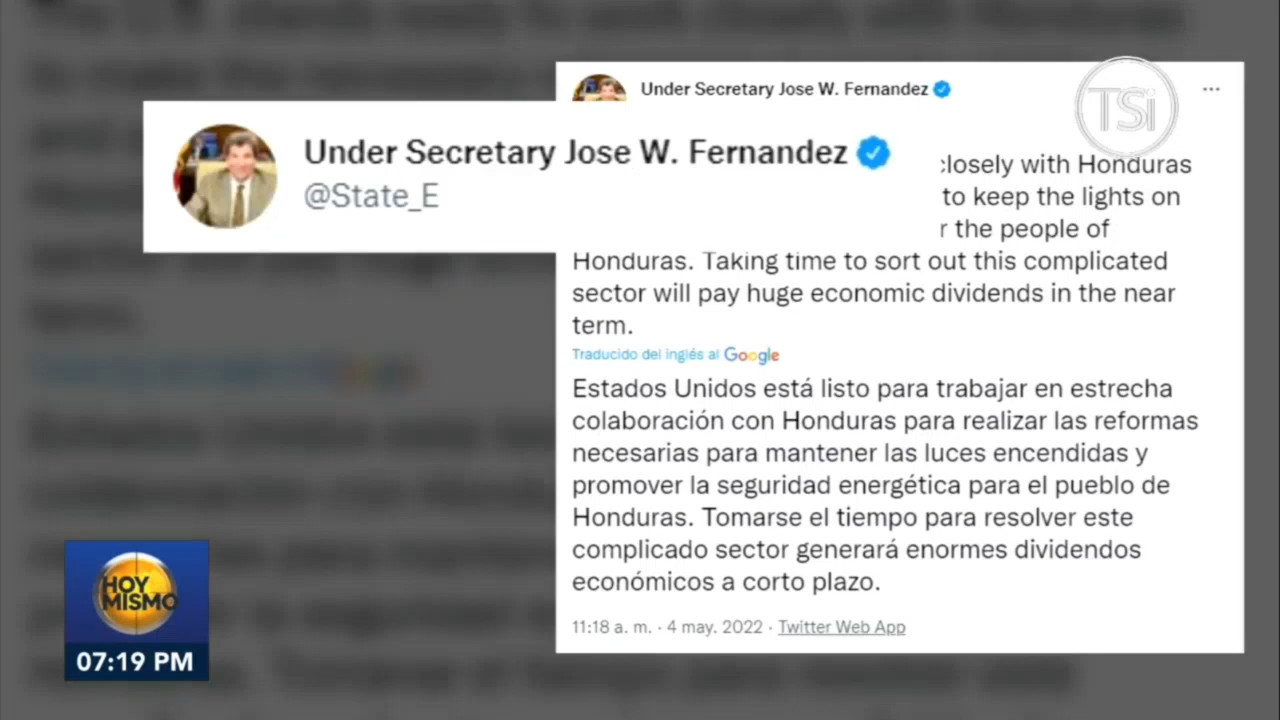 Under Secretary Jose W. Fernandez
TSi
Under Secretary Jose W. Fernandez
@State_E
closely with Honduras
to keep the lights on
the people of
Honduras. Taking time to sort out this complicated
sector will pay huge economic dividends in the near
term.
Traducido del inglés al Google
Estados Unidos está listo para trabajar en estrecha
colaboración con Honduras para realizar las reformas
necesarias para mantener las luces encendidas y
promover la seguridad energética para el pueblo de
Honduras. Tomarse el tiempo para resolver este
complicado sector generará enormes dividendos
económicos a corto plazo.
11:18 a. m. · 4 may. 2022 · Twitter Web App
HOY
MISMO
07:19 PM